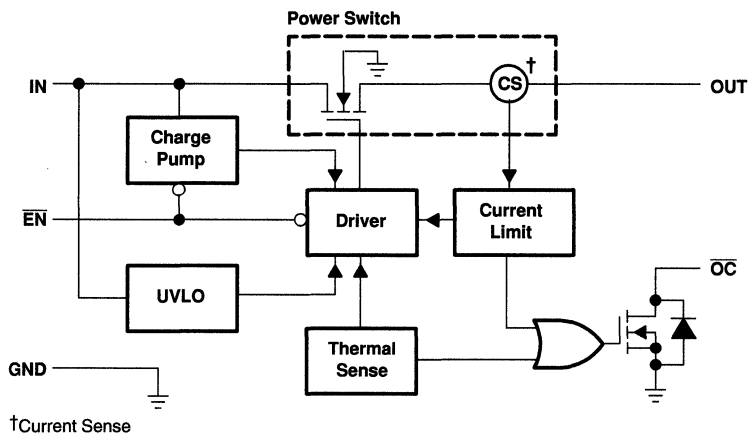 Power Switch
IN
†
CS
OUT
Charge
Pump
EN
Driver
Current
Limit
OC
UVLO
Thermal
Sense
GND
†Current Sense